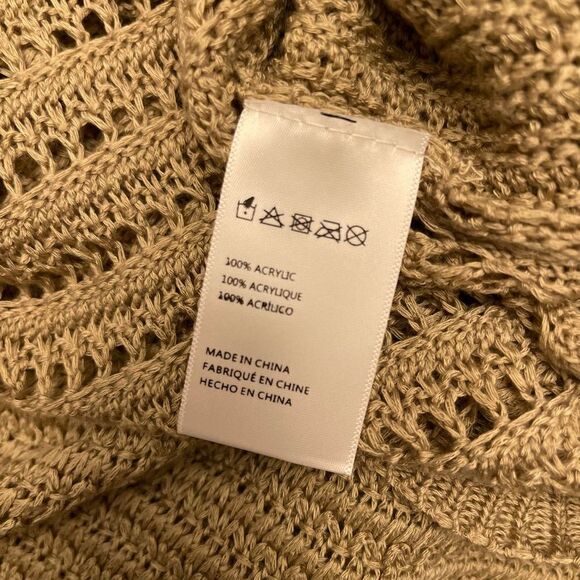 100% ACRYLIC
100% ACRYLIQUE
100% ACRÍLICO
MADE IN CHINA
FABRIQUÉ EN CHINE
HECHO EN CHINA